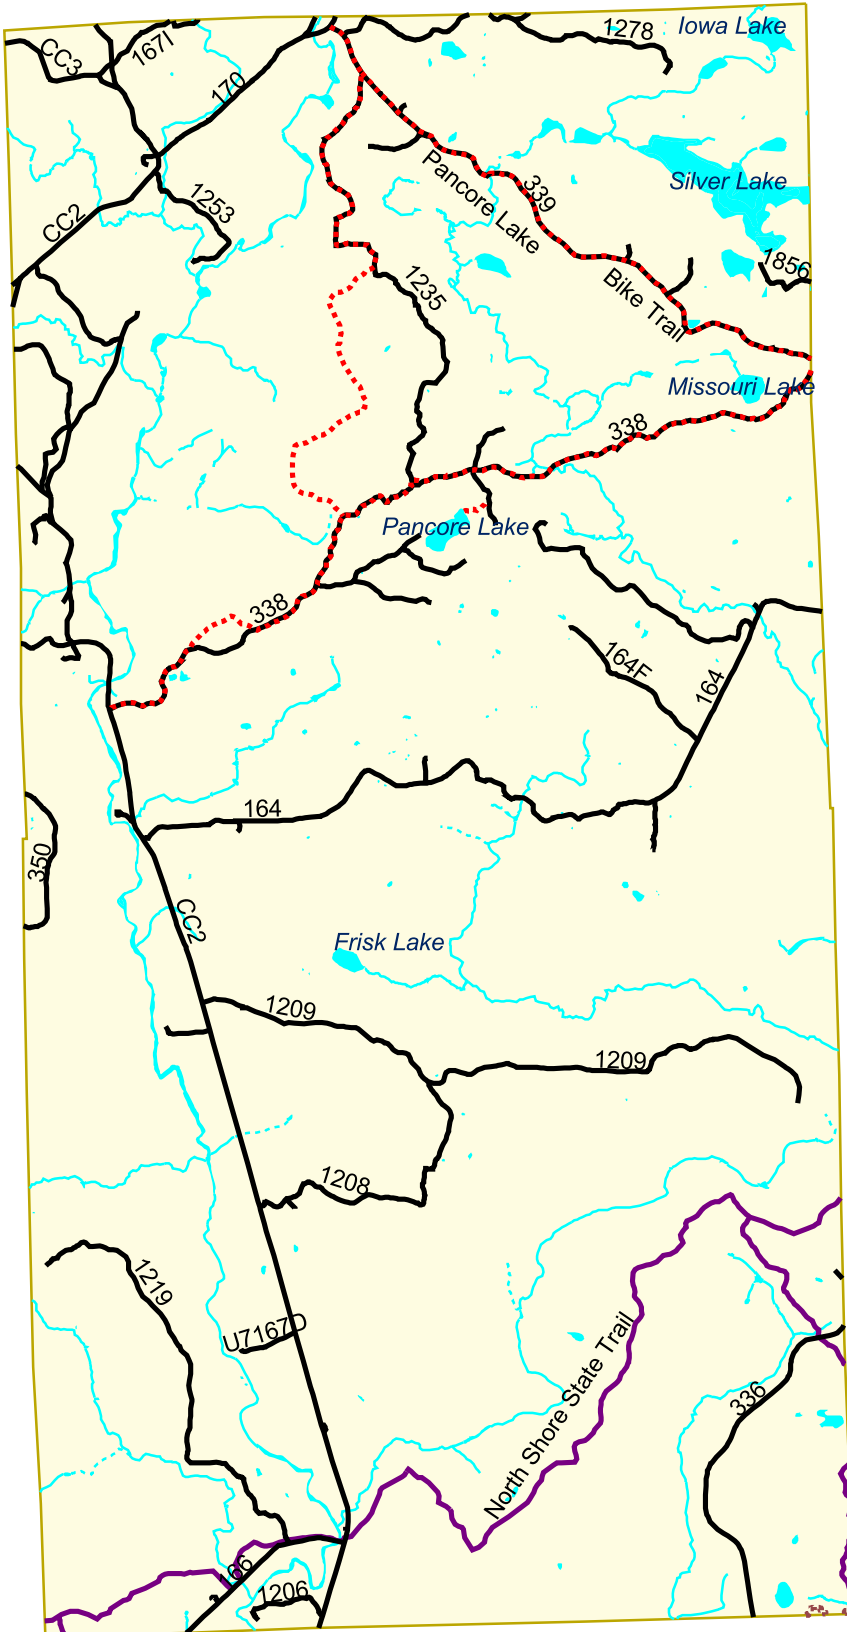 Iowa Lake
1278
167I
CC3
170
Silver Lake
Pancore Lake
339
1253
CC2
1856
1235
Bike Trail
Missouri Lake
338
Pancore Lake
338
164F
164
164
350
CC2
Frisk Lake
1209
1209
1208
1219
U7167D
North Shore State Trail
336
166
1206